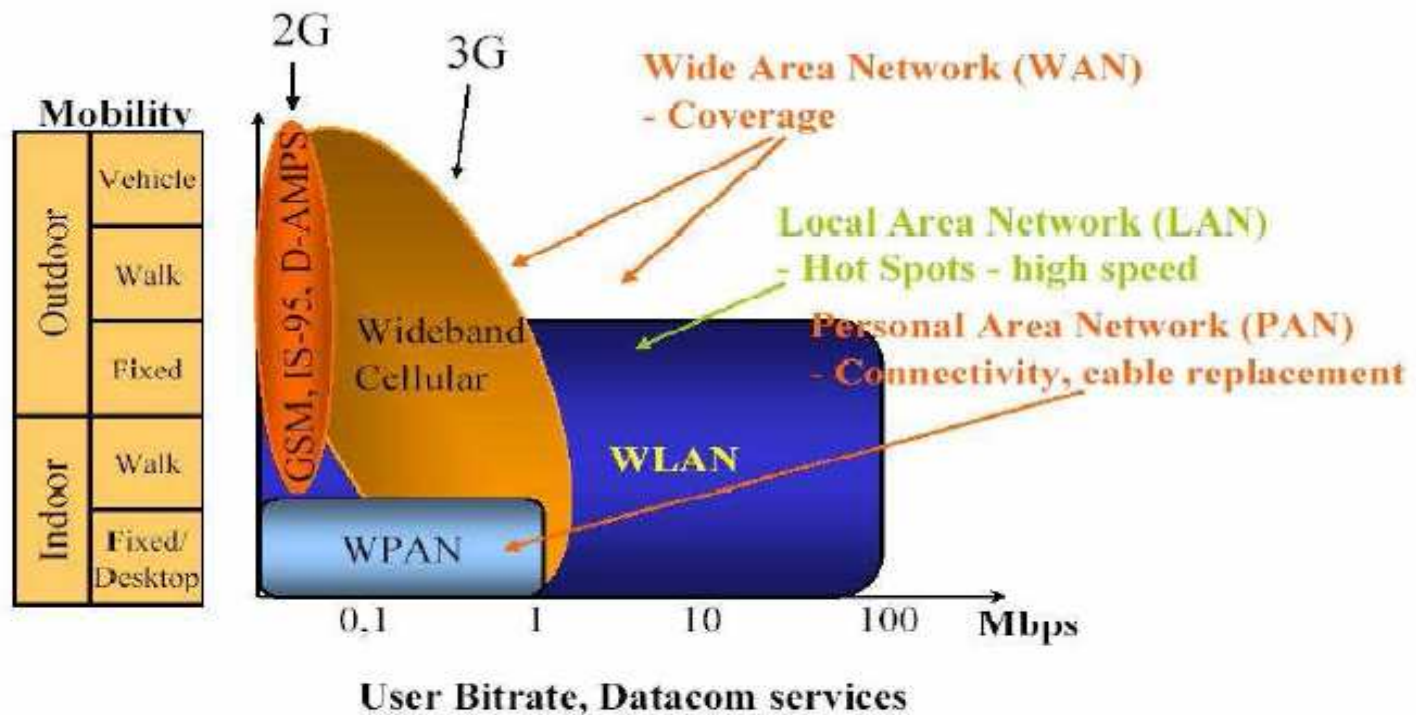 2G
3G
Wide Area Network (WAN)
- Coverage
Mobility
Outdoor
Vehicle
Walk
Fixed
Indoor
Walk
Fixed/
Desktop
GSM, IS-95, D-AMPS
Wideband
Cellular
Local Area Network (LAN)
- Hot Spots - high speed
Personal Area Network (PAN)
- Connectivity, cable replacement
WLAN
WPAN
0,1
1
10
100
Mbps
User Bitrate, Datacom services